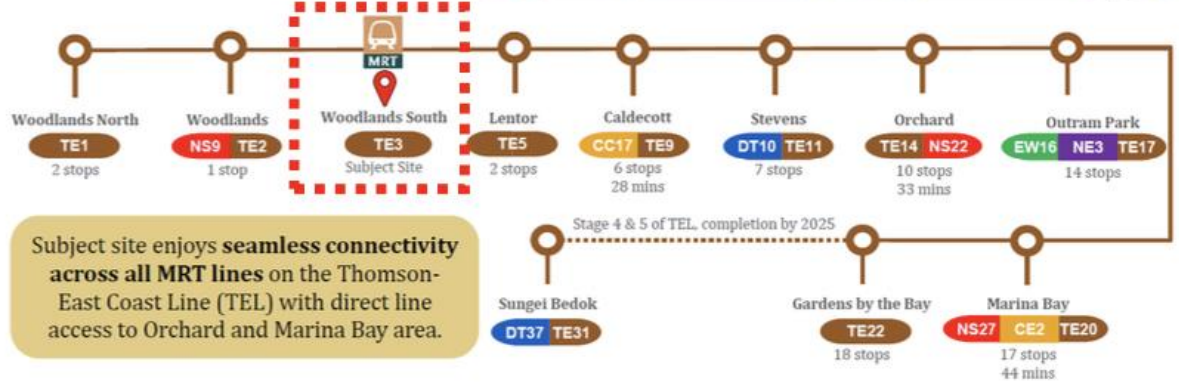 MRT
Woodlands North
TE1
2 stops
Woodlands
NS9 TE2
1 stop
Woodlands South
TE3
Subject Site
Lentor
TE5
2 stops
Caldecott
CC17 TE9
6 stops
28 mins
Stevens
DT10 TE11
7 stops
Orchard
TE14 NS22
10 stops
33 mins
Outram Park
EW16 NE3 TE17
14 stops
Subject site enjoys seamless connectivity
across all MRT lines on the Thomson-
East Coast Line (TEL) with direct line
access to Orchard and Marina Bay area.
Stage 4 & 5 of TEL, completion by 2025
Sungei Bedok
DT37 TE31
Gardens by the Bay
TE22
18 stops
Marina Bay
NS27 CE2 TE20
17 stops
44 mins